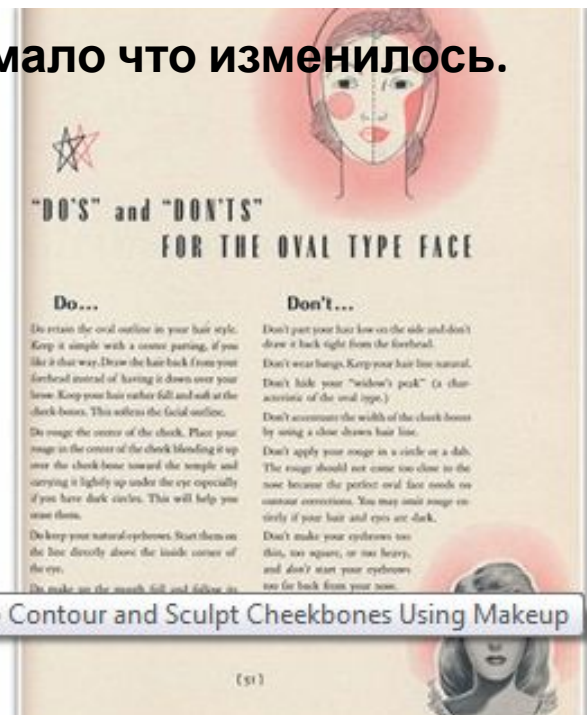 мало что изменилось.
"DO'S" and "DON'TS"
FOR THE OVAL TYPE FACE
Do...
Do retain the oval outline in your hair style.
Keep it simple with a center parting, if you
like it that way. Draw the hair back from your
forehead instead of having it down over your
brow. Keep your hair rather full and soft at the
cheek-bones. This softens the facial outline.
Do rouge the center of the cheek. Place your
rouge in the center of the cheek blending it up
over the cheek-bone toward the temple and
carrying it lightly up under the eye especially
if you have dark circles. This will help you
erase them.
Do keep your natural eyebrows. Start them on
the line directly above the inside corner of
the eye.
Do make up the mouth full and follow its
Don't...
Don't part your hair low on the side and don't
draw it back tight from the forehead.
Don't wear bangs. Keep your hair line natural.
Don't hide your "widow's peak" (a char-
acteristic of the oval type.)
Don't accentuate the width of the cheek-bones
by using a close drawn hair line.
Don't apply your rouge in a circle or a dab.
The rouge should not come too close to the
nose because the perfect oval face needs no
contour corrections. You may omit rouge en-
tirely if your hair and eyes are dark.
Don't make your eyebrows too
thin, too square, or too heavy,
and don't start your eyebrows
too far back from your nose.
Contour and Sculpt Cheekbones Using Makeup
(51)